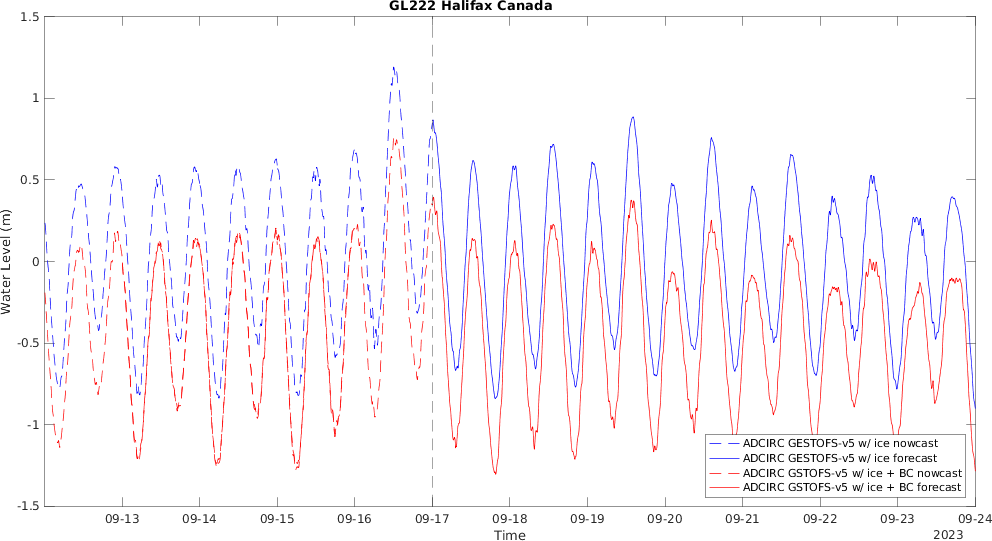 GL222 Halifax Canada
Water Level (m)
1.5
1
0.5
0
-0.5
-1
-1.5
ADCIRC GESTOFS-v5 w/ ice nowcast
ADCIRC GESTOFS-v5 w/ ice forecast
ADCIRC GSTOFS-v5 w/ ice + BC nowcast
ADCIRC GSTOFS-v5 w/ ice + BC forecast
09-13 09-14 09-15 09-16 09-17 09-18 09-19 09-20 09-21 09-22 09-23 09-24
Time
2023